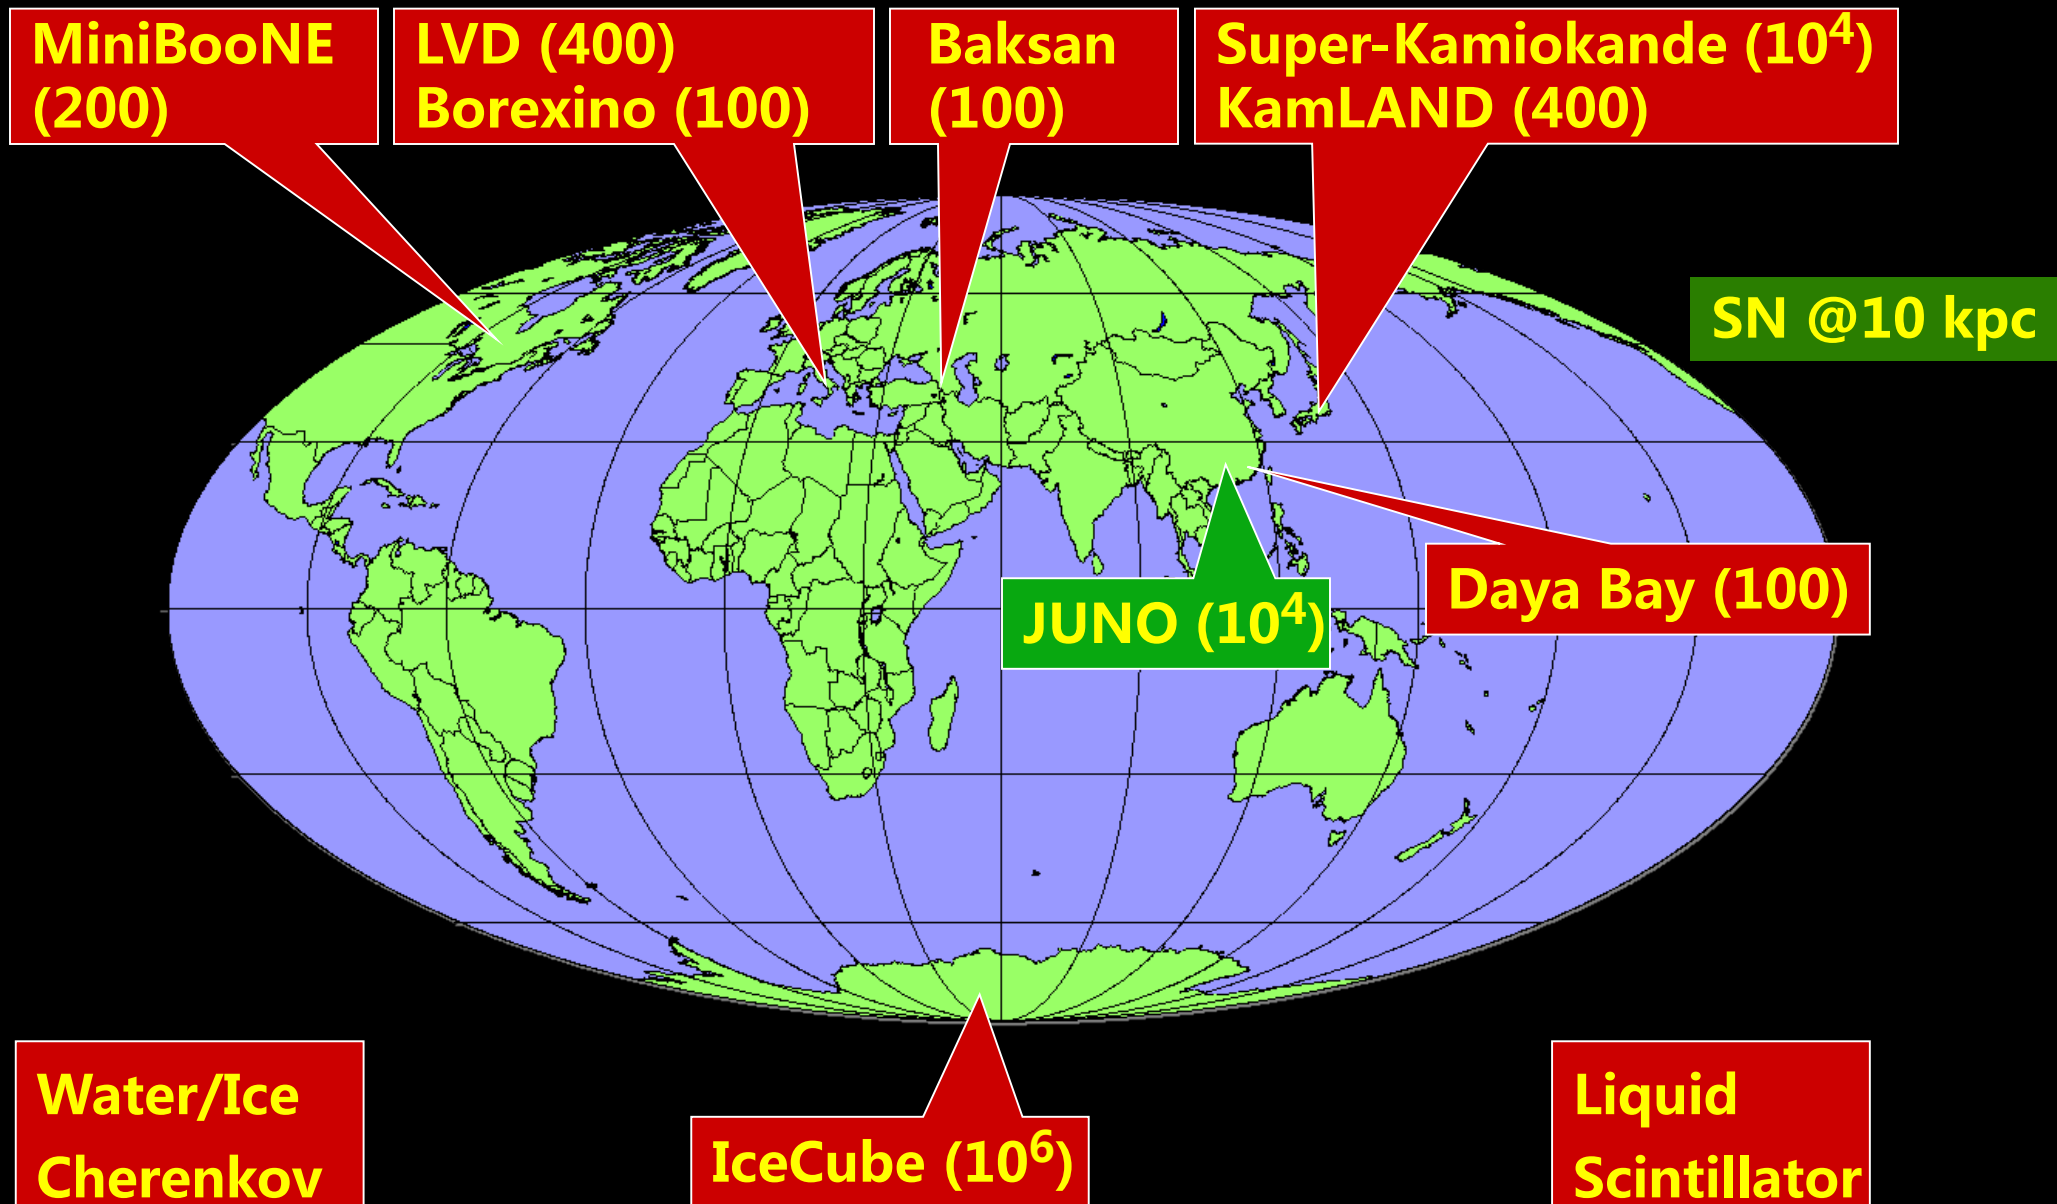 MiniBooNE
(200)
LVD (400)
Borexino (100)
Baksan
(100)
Super-Kamiokande (10⁴)
KamLAND (400)
SN @10 kpc
Daya Bay (100)
JUNO (10⁴)
Water/Ice
Cherenkov
IceCube (10⁶)
Liquid
Scintillator